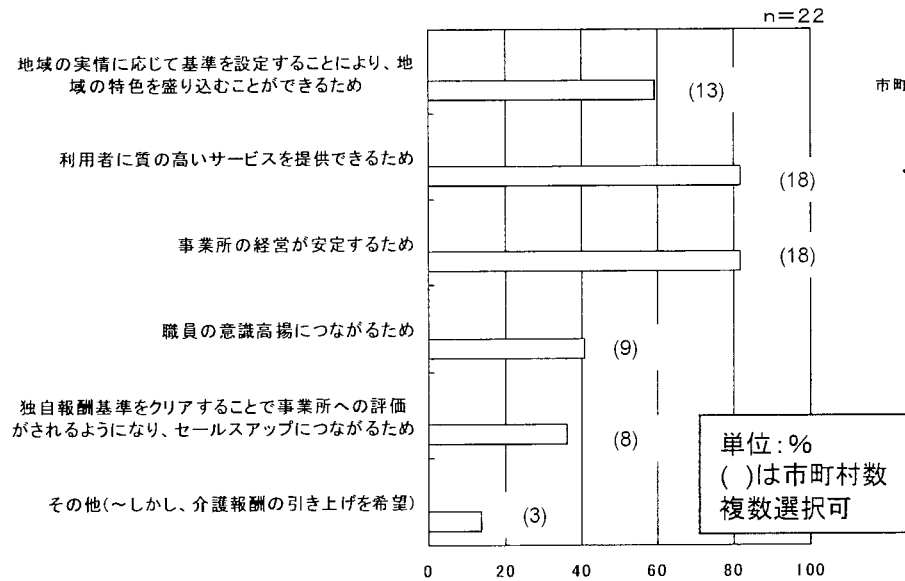 n=22
地域の実情に応じて基準を設定することにより、地
域の特色を盛り込むことができるため
(13)
市町
利用者に質の高いサービスを提供できるため
(18)
事業所の経営が安定するため
(18)
職員の意識高揚につながるため
(9)
独自報酬基準をクリアすることで事業所への評価
がされるようになり、セールスアップにつながるため
(8)
その他(～しかし、介護報酬の引き上げを希望)
(3)
単位:%
( )は市町村数
複数選択可
0 20 40 60 80 100